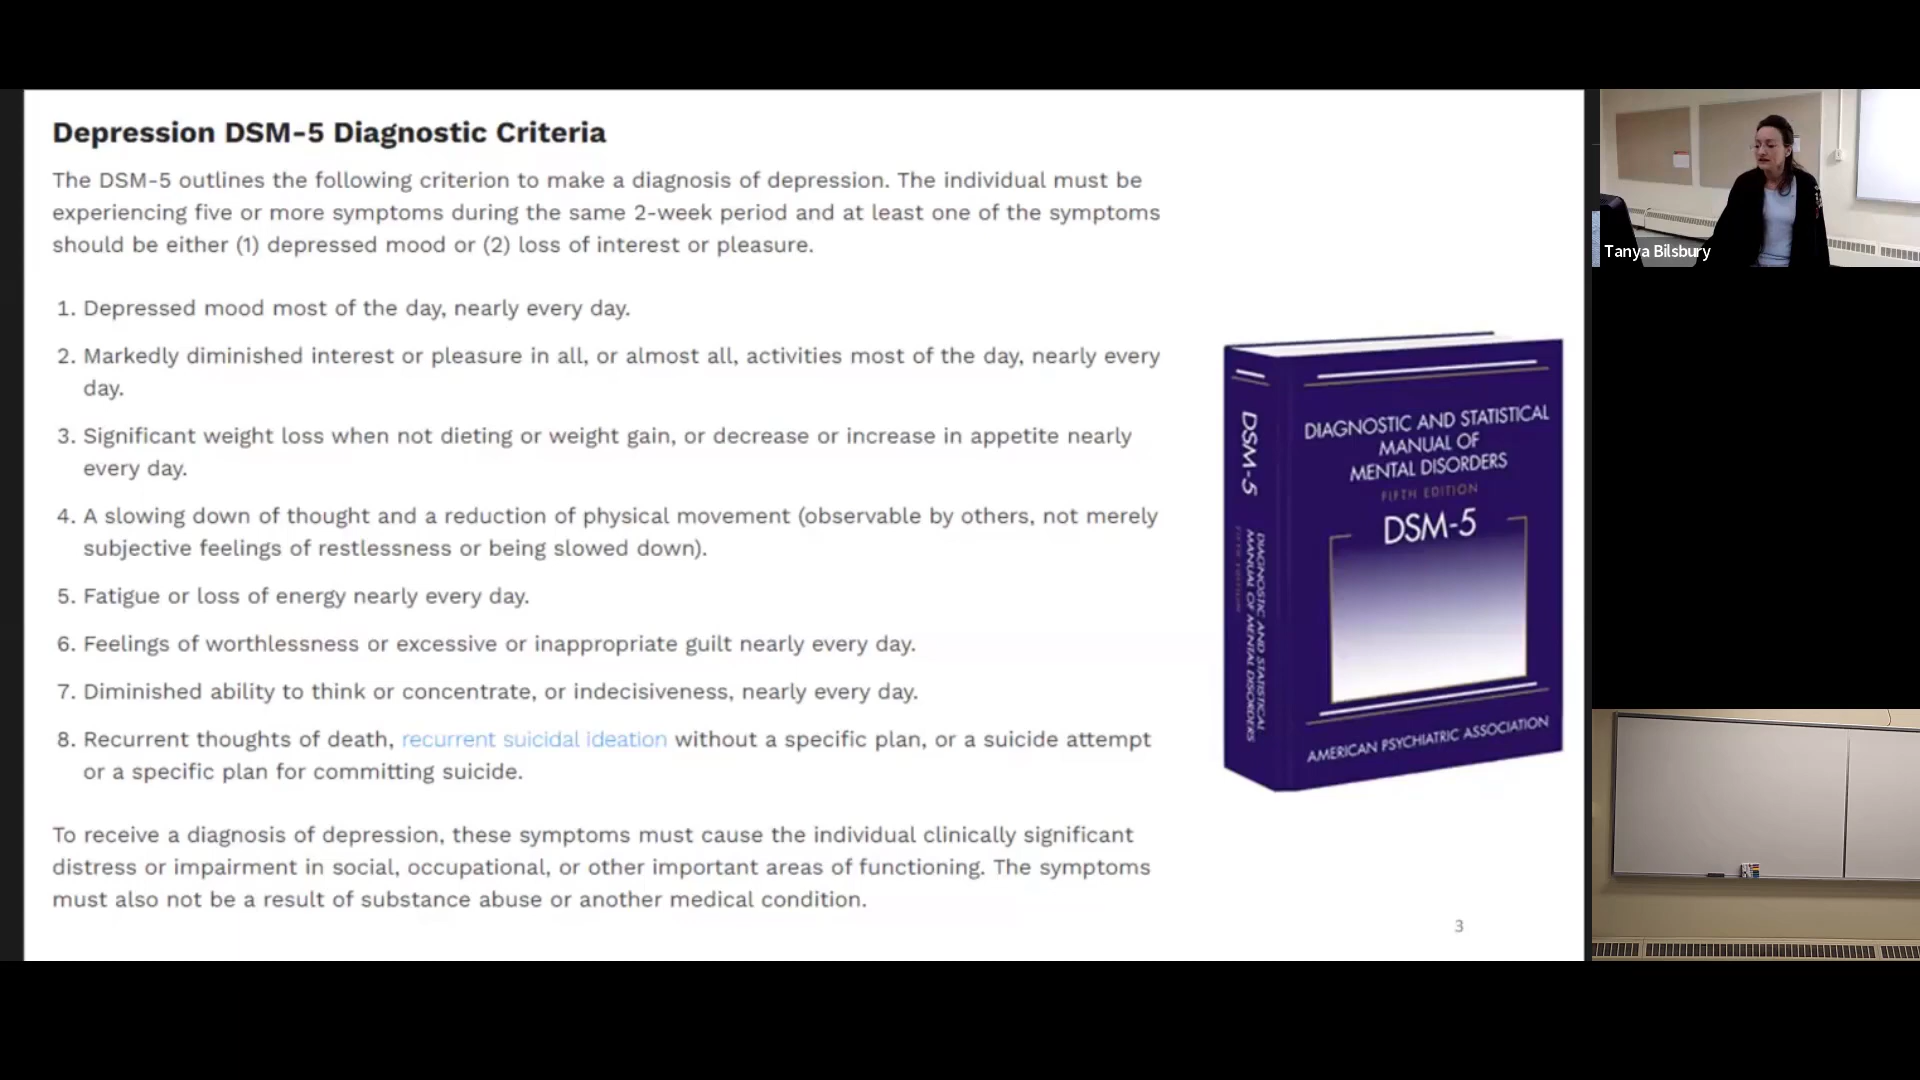 Depression DSM-5 Diagnostic Criteria
The DSM-5 outlines the following criterion to make a diagnosis of depression. The individual must be
experiencing five or more symptoms during the same 2-week period and at least one of the symptoms
should be either (1) depressed mood or (2) loss of interest or pleasure.
1. Depressed mood most of the day, nearly every day.
2. Markedly diminished interest or pleasure in all, or almost all, activities most of the day, nearly every
day.
3. Significant weight loss when not dieting or weight gain, or decrease or increase in appetite nearly
every day.
4. A slowing down of thought and a reduction of physical movement (observable by others, not merely
subjective feelings of restlessness or being slowed down).
5. Fatigue or loss of energy nearly every day.
6. Feelings of worthlessness or excessive or inappropriate guilt nearly every day.
7. Diminished ability to think or concentrate, or indecisiveness, nearly every day.
8. Recurrent thoughts of death, recurrent suicidal ideation without a specific plan, or a suicide attempt
or a specific plan for committing suicide.
To receive a diagnosis of depression, these symptoms must cause the individual clinically significant
distress or impairment in social, occupational, or other important areas of functioning. The symptoms
must also not be a result of substance abuse or another medical condition.
DSM-5
DIAGNOSTIC AND STATISTICAL
MANUAL OF MENTAL DISORDERS
FIFTH EDITION
DIAGNOSTIC AND STATISTICAL
MANUAL OF
MENTAL DISORDERS
FIFTH EDITION
DSM-5
AMERICAN PSYCHIATRIC ASSOCIATION
3
Tanya Bilsbury